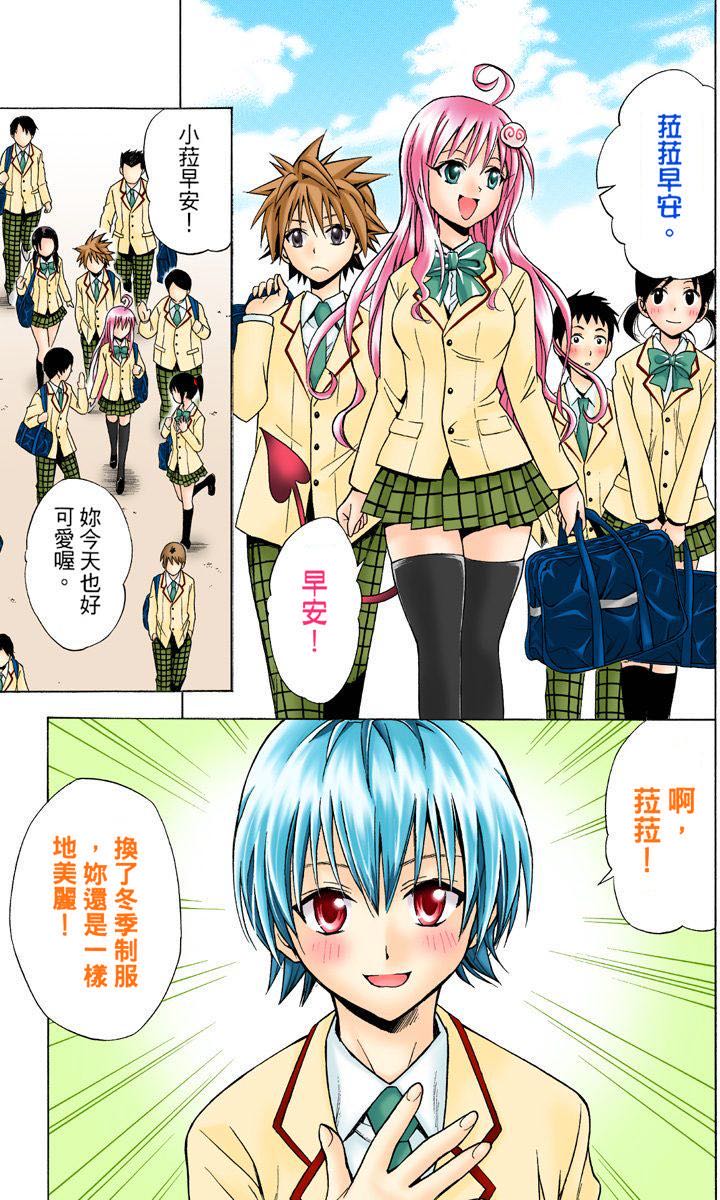 菈菈早安。
早安！
小菈早安！
妳今天也好
可愛喔。
啊，
菈菈！
換了冬季制服
，妳還是一樣
地美麗！